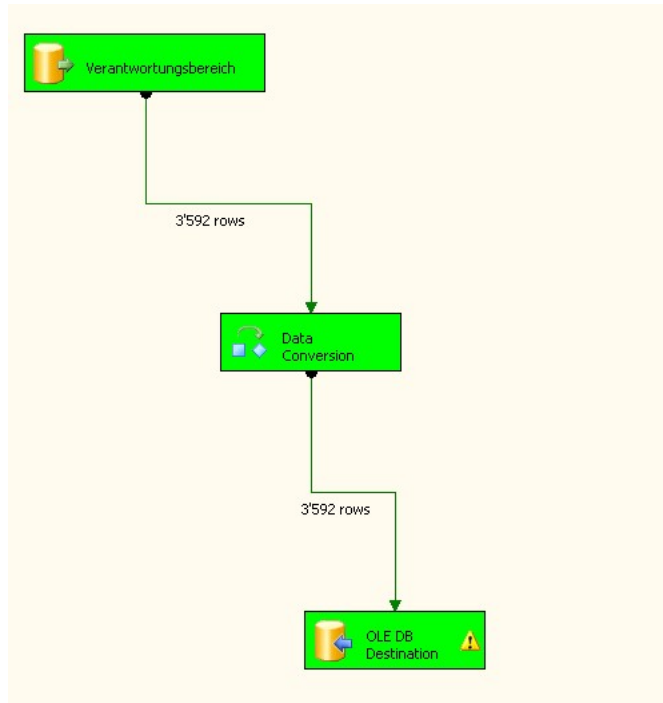 Verantwortungsbereich
3'592 rows
Data
Conversion
3'592 rows
OLE DB
Destination